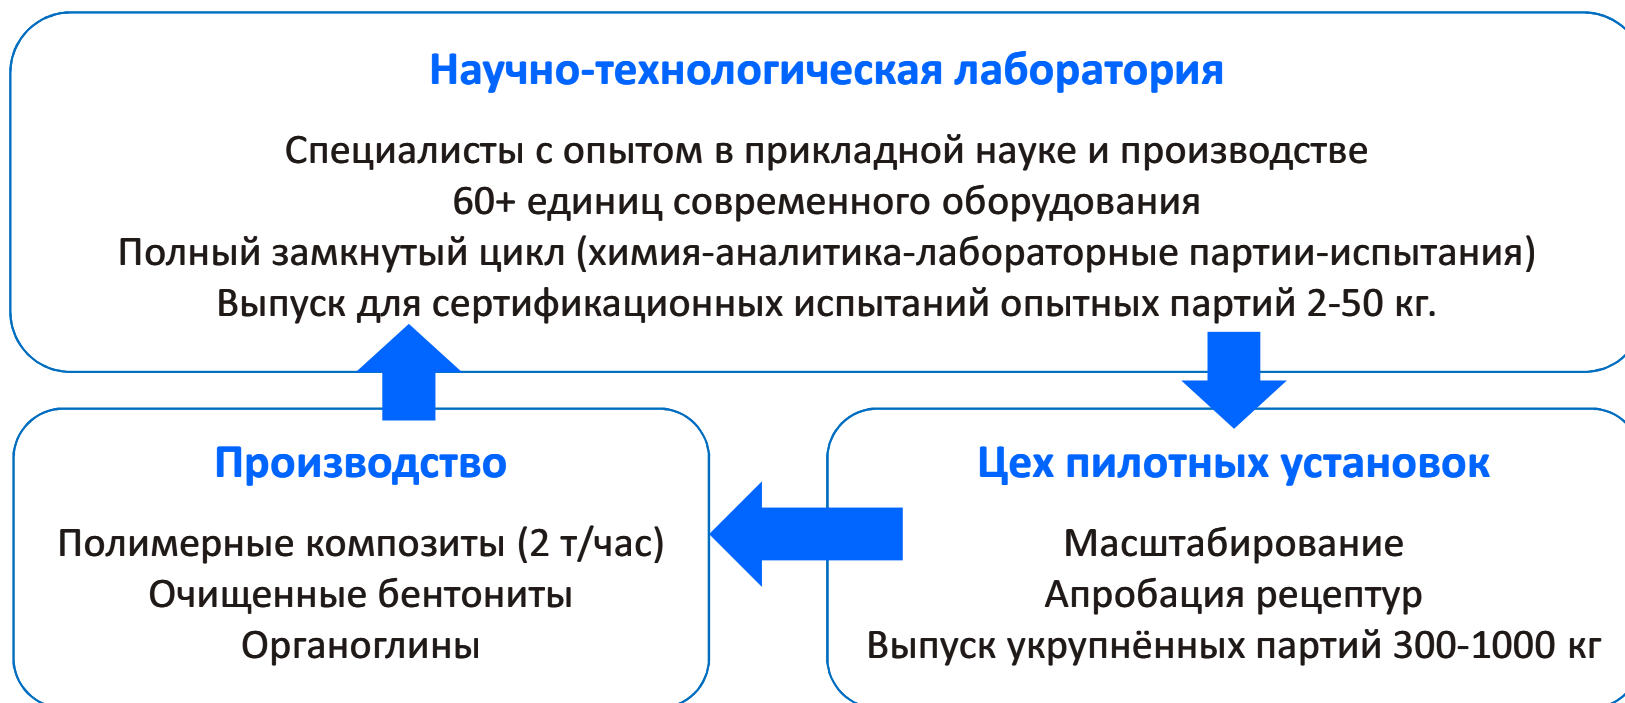 Научно-технологическая лаборатория
Специалисты с опытом в прикладной науке и производстве
60+ единиц современного оборудования
Полный замкнутый цикл (химия-аналитика-лабораторные партии-испытания)
Выпуск для сертификационных испытаний опытных партий 2-50 кг.
Производство
Полимерные композиты (2 т/час)
Очищенные бентониты
Органоглины
Цех пилотных установок
Масштабирование
Апробация рецептур
Выпуск укрупнённых партий 300-1000 кг